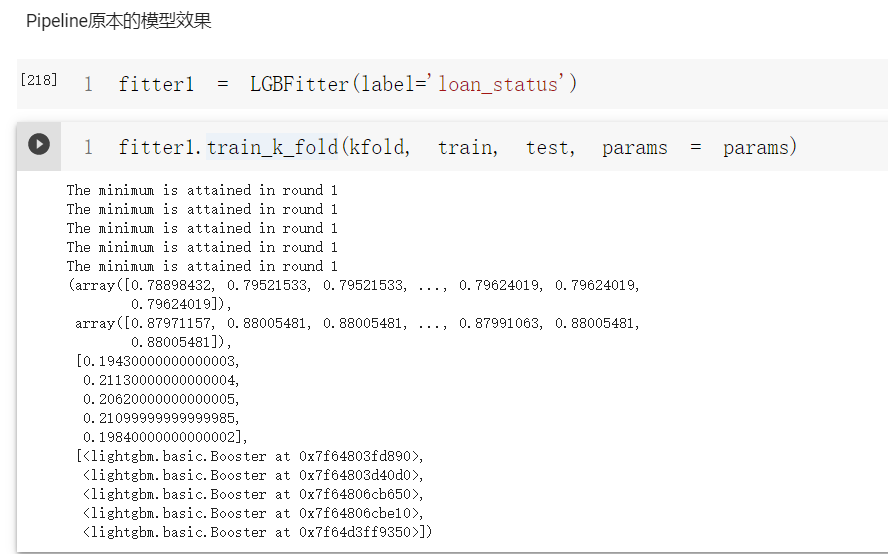 Pipeline原本的模型效果
[218]
1 fitter1 = LGBFitter(label='loan_status')
1 fitter1.train_k_fold(kfold, train, test, params = params)
The minimum is attained in round 1
The minimum is attained in round 1
The minimum is attained in round 1
The minimum is attained in round 1
The minimum is attained in round 1
(array([0.78898432, 0.79521533, 0.79521533, ..., 0.79624019, 0.79624019,
0.79624019]),
array([0.87971157, 0.88005481, 0.88005481, ..., 0.87991063, 0.88005481,
0.88005481]),
[0.19430000000000003,
0.21130000000000004,
0.20620000000000005,
0.21099999999999985,
0.19840000000000002],
[<lightgbm.basic.Booster at 0x7f64803fd890>,
<lightgbm.basic.Booster at 0x7f64803d40d0>,
<lightgbm.basic.Booster at 0x7f64806cb650>,
<lightgbm.basic.Booster at 0x7f64806cbe10>,
<lightgbm.basic.Booster at 0x7f64d3ff9350>])